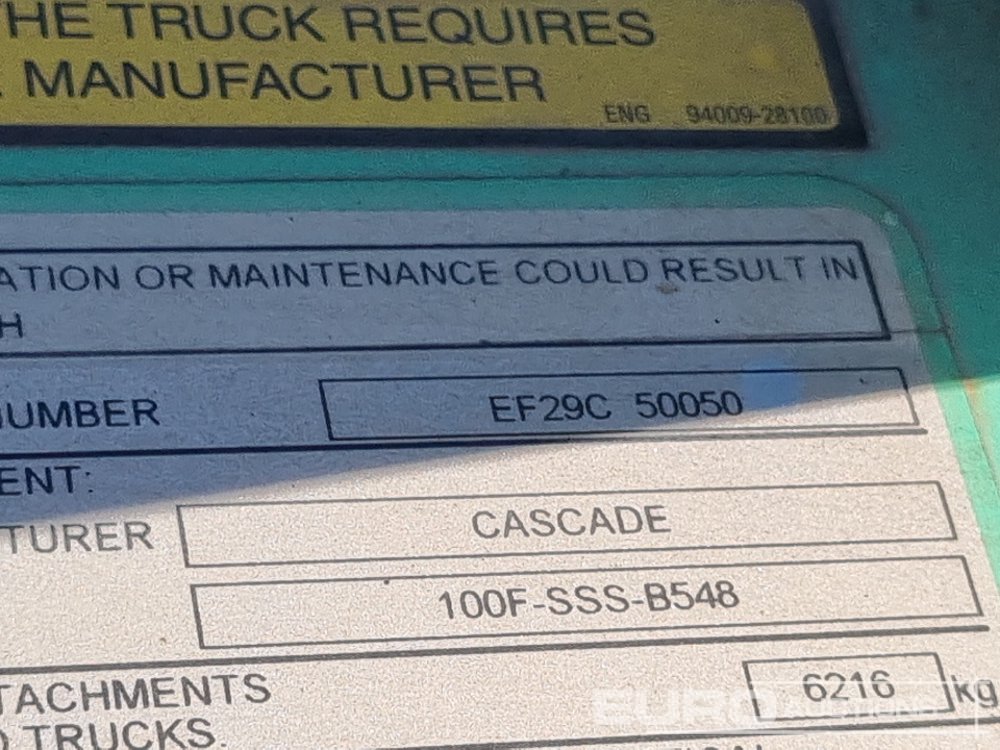 HE TRUCK REQUIRES
MANUFACTURER
ENG 94009-28100
ATION OR MAINTENANCE COULD RESULT IN
H
NUMBER EF29C 50050
ENT:
TURER CASCADE
100F-SSS-B548
TACHMENTS 6216 kg
TRUCKS.
EURO AUCTIONS